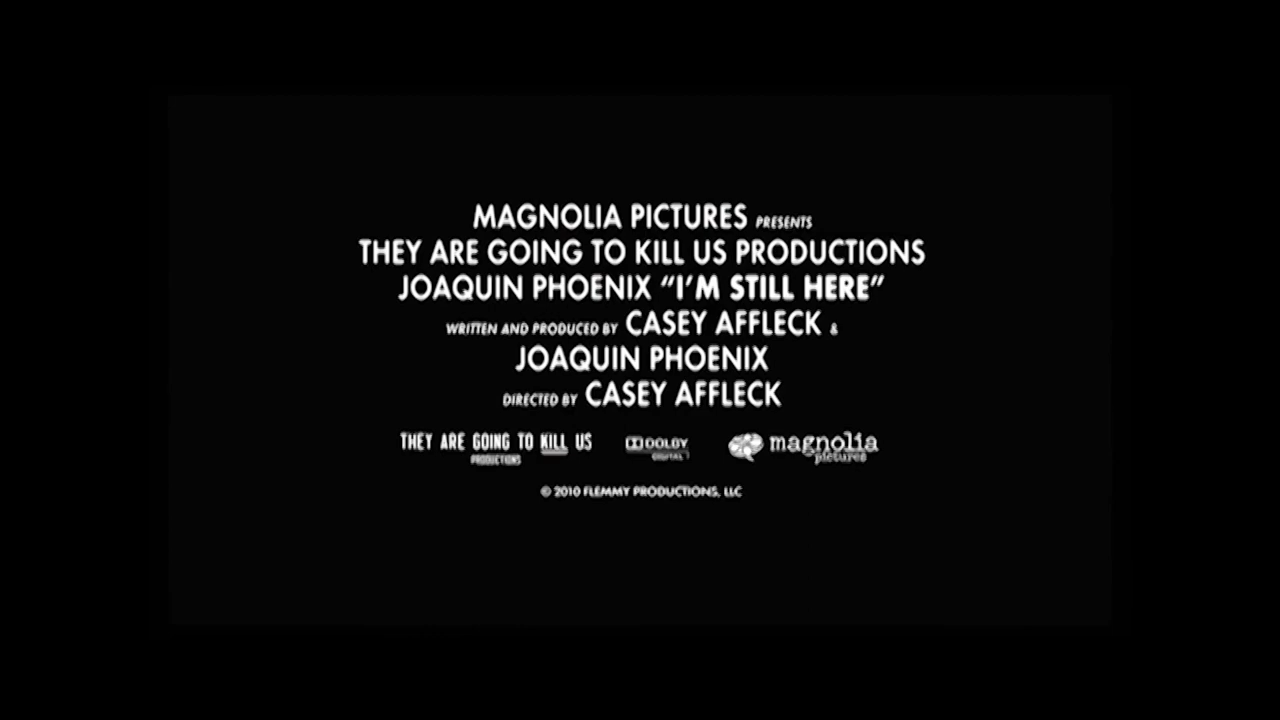 MAGNOLIA PICTURES PRESENTS
THEY ARE GOING TO KILL US PRODUCTIONS
JOAQUIN PHOENIX “I’M STILL HERE”
WRITTEN AND PRODUCED BY CASEY AFFLECK &
JOAQUIN PHOENIX
DIRECTED BY CASEY AFFLECK
THEY ARE GOING TO KILL US PRODUCTIONS
DOLBY DIGITAL
magnolia pictures
© 2010 FLEMMY PRODUCTIONS, LLC